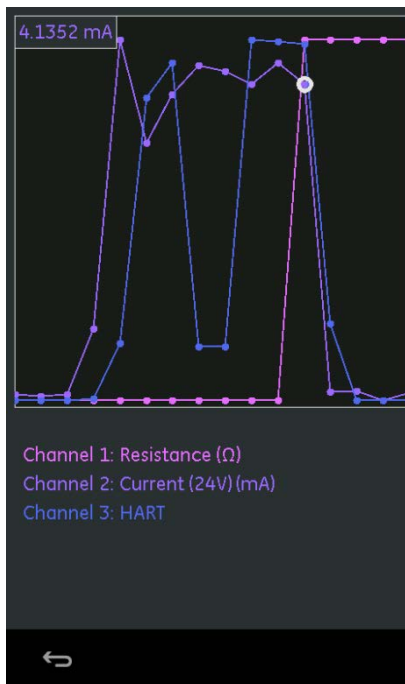 4.1352 mA
Channel 1: Resistance (Ω)
Channel 2: Current (24V) (mA)
Channel 3: HART